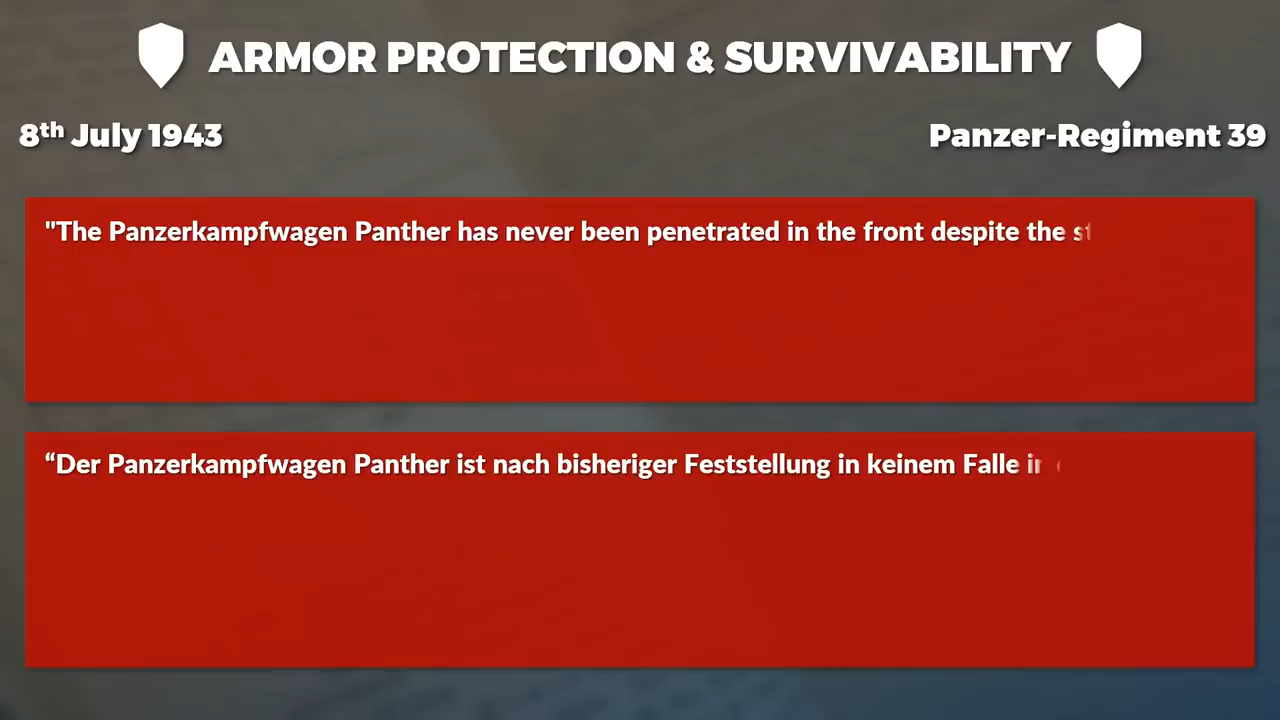 ARMOR PROTECTION & SURVIVABILITY
8th July 1943
Panzer-Regiment 39
"The Panzerkampfwagen Panther has never been penetrated in the front despite the
“Der Panzerkampfwagen Panther ist nach bisheriger Feststellung in keinem Falle